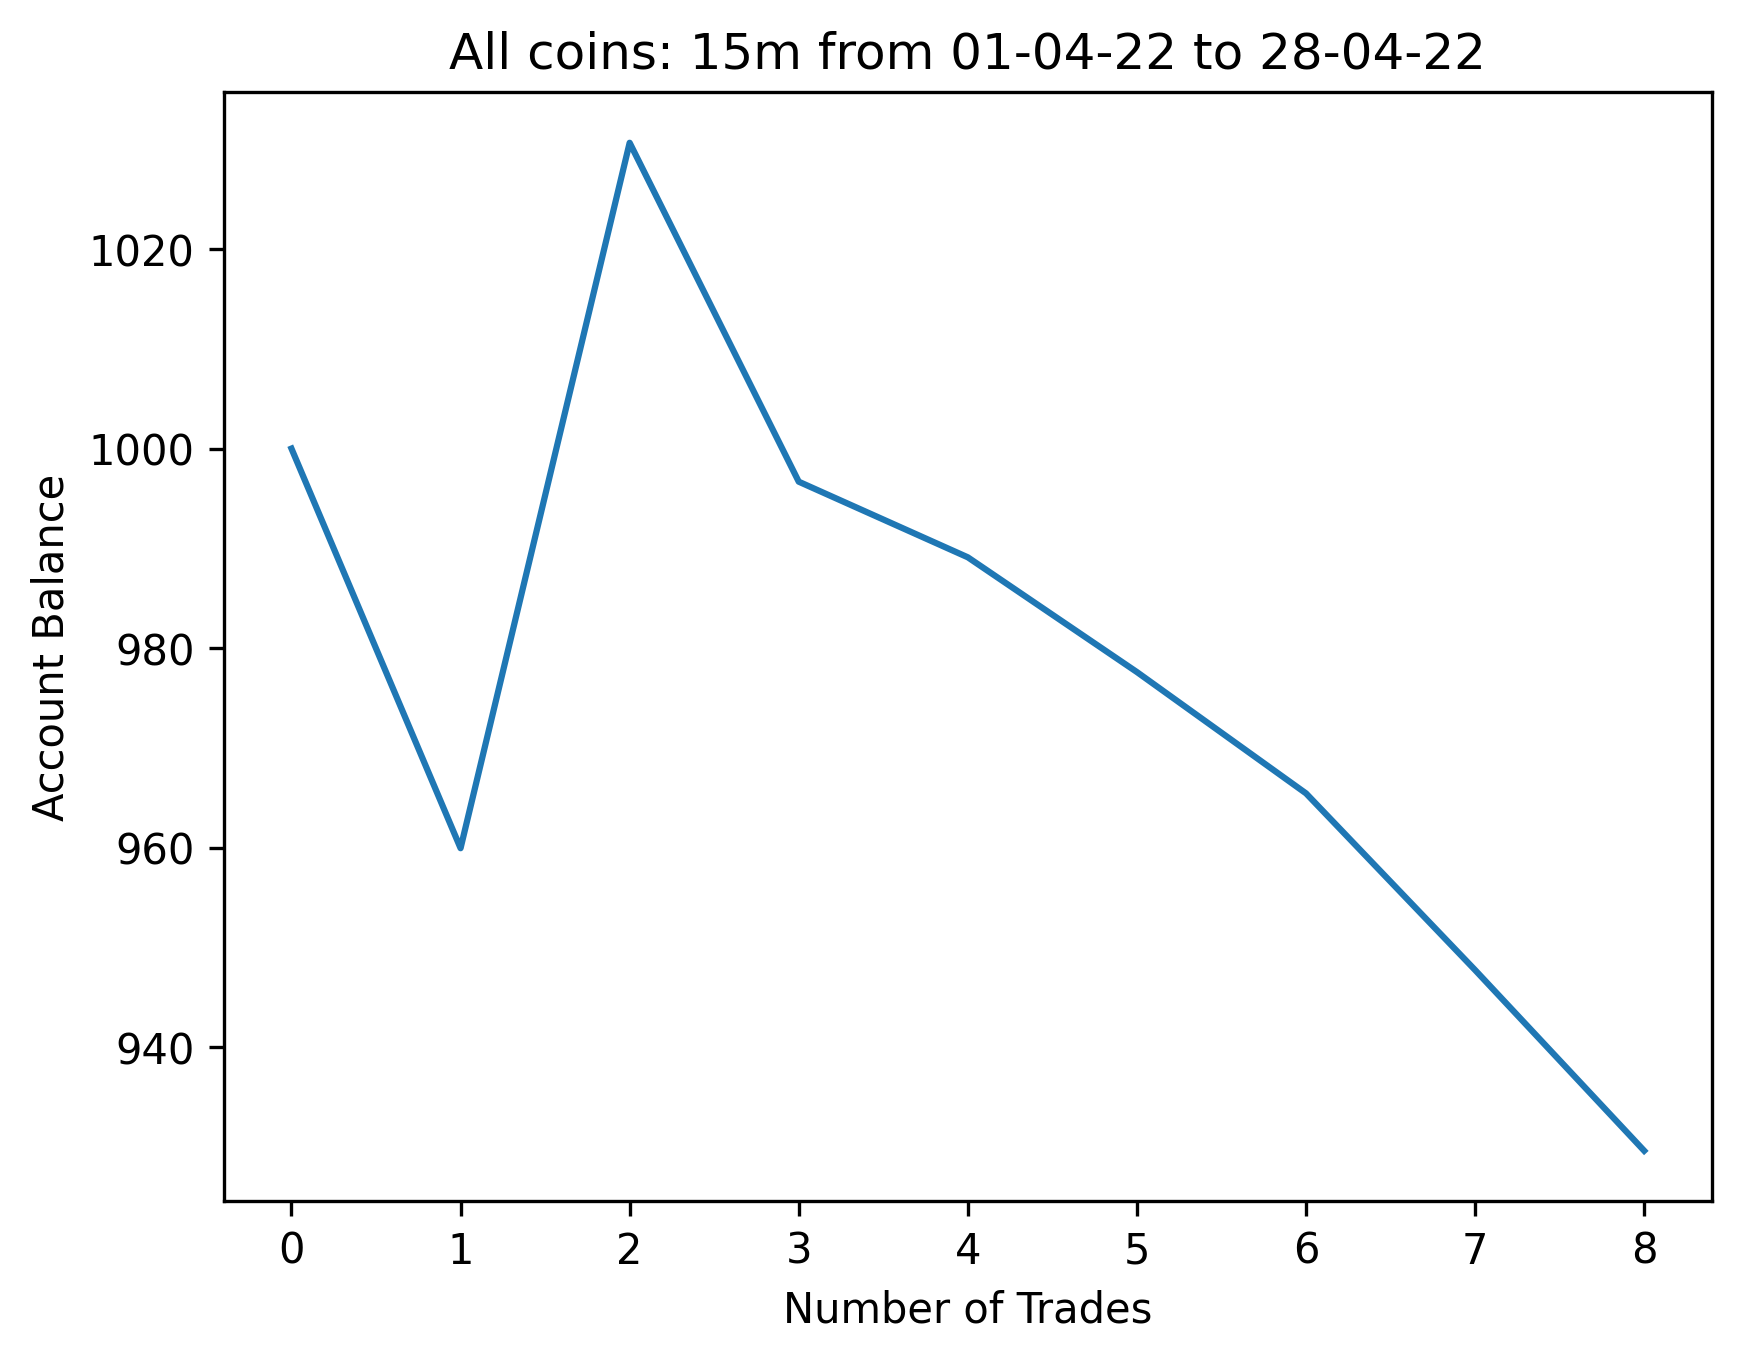 All coins: 15m from 01-04-22 to 28-04-22
1020
1000
980
960
940
Account Balance
0 1 2 3 4 5 6 7 8
Number of Trades